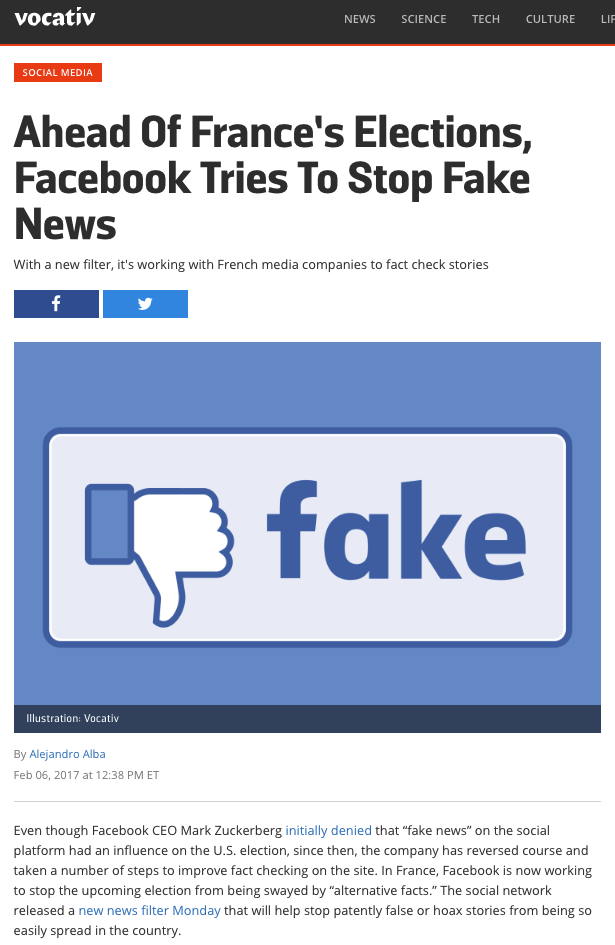 vocativ
NEWS SCIENCE TECH CULTURE LIF
SOCIAL MEDIA
Ahead Of France's Elections,
Facebook Tries To Stop Fake
News
With a new filter, it's working with French media companies to fact check stories
fake
Illustration: Vocativ
By Alejandro Alba
Feb 06, 2017 at 12:38 PM ET
Even though Facebook CEO Mark Zuckerberg initially denied that “fake news” on the social
platform had an influence on the U.S. election, since then, the company has reversed course and
taken a number of steps to improve fact checking on the site. In France, Facebook is now working
to stop the upcoming election from being swayed by “alternative facts.” The social network
released a new news filter Monday that will help stop patently false or hoax stories from being so
easily spread in the country.